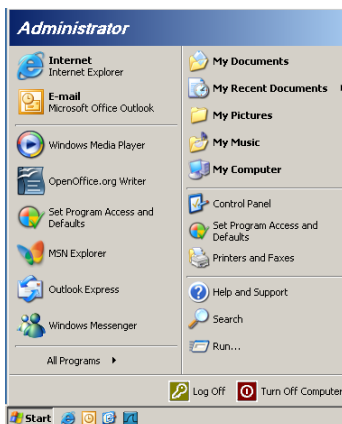 Administrator
Internet
Internet Explorer
E-mail
Microsoft Office Outlook
Windows Media Player
OpenOffice.org Writer
Set Program Access and
Defaults
MSN Explorer
Outlook Express
Windows Messenger
All Programs
My Documents
My Recent Documents
My Pictures
My Music
My Computer
Control Panel
Set Program Access and
Defaults
Printers and Faxes
Help and Support
Search
Run...
Log Off
Turn Off Computer
Start